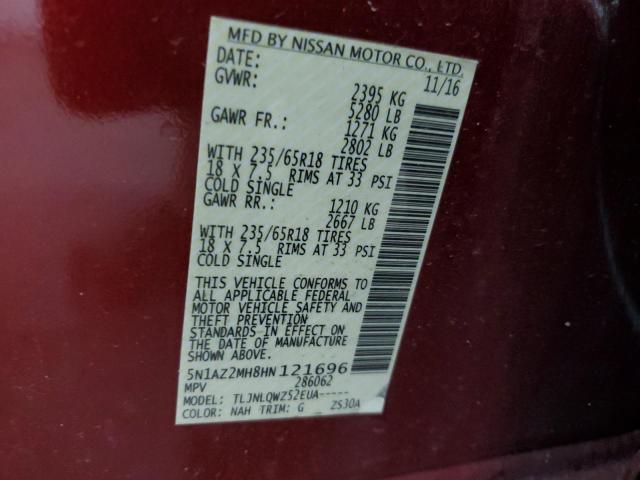 MFD BY NISSAN MOTOR CO., LTD.
DATE: 11/16
GVWR: 2395 KG
5280 LB
GAWR FR.: 1271 KG
2802 LB
WITH 235/65R18 TIRES
18 X 7.5 RIMS AT 33 PSI
COLD SINGLE
GAWR RR.: 1210 KG
2667 LB
WITH 235/65R18 TIRES
18 X 7.5 RIMS AT 33 PSI
COLD SINGLE
THIS VEHICLE CONFORMS TO
ALL APPLICABLE FEDERAL
MOTOR VEHICLE SAFETY AND
THEFT PREVENTION
STANDARDS IN EFFECT ON
THE DATE OF MANUFACTURE
SHOWN ABOVE.
5N1AZ2MH8HN121696
MPV 286062
MODEL: TLJNLQWZ52EUA-----
COLOR: NAH TRIM: G ZS30A